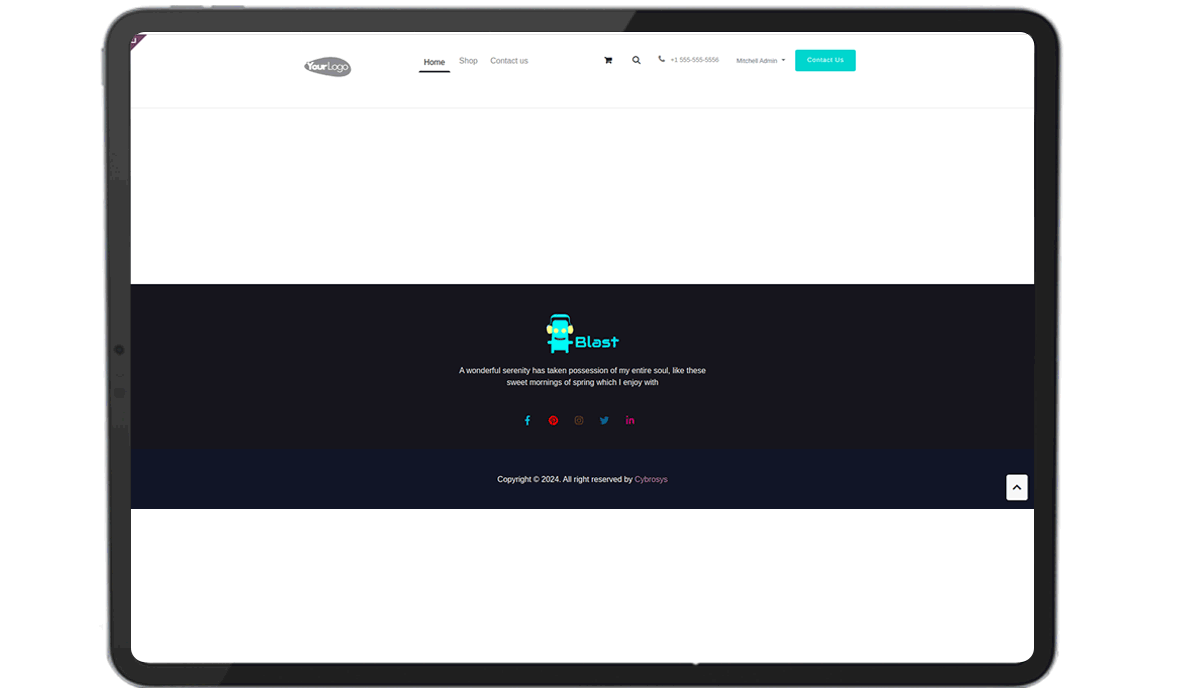 YourLogo
Home
Shop
Contact us
+1 555-555-5556
Mitchell Admin
Contact Us
Blast
A wonderful serenity has taken possession of my entire soul, like these
sweet mornings of spring which I enjoy with
Copyright © 2024. All right reserved by Cybrosys